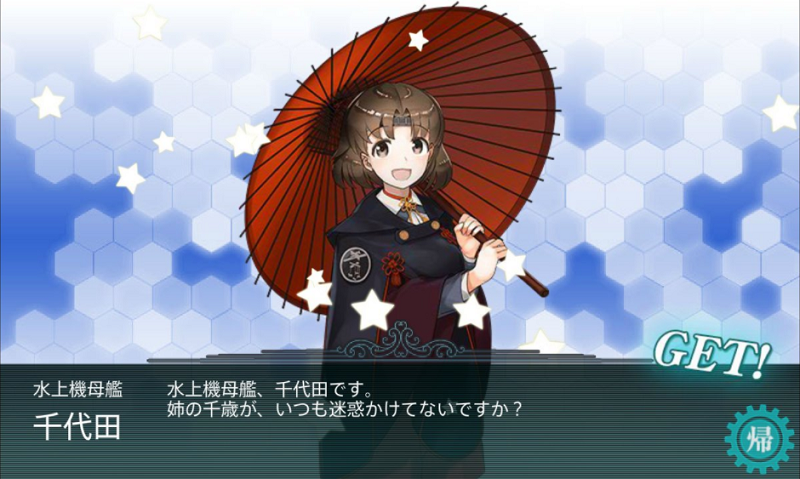 GET!
水上機母艦
千代田
水上機母艦、千代田です。
姉の千歳が、いつも迷惑かけてないですか？
帰